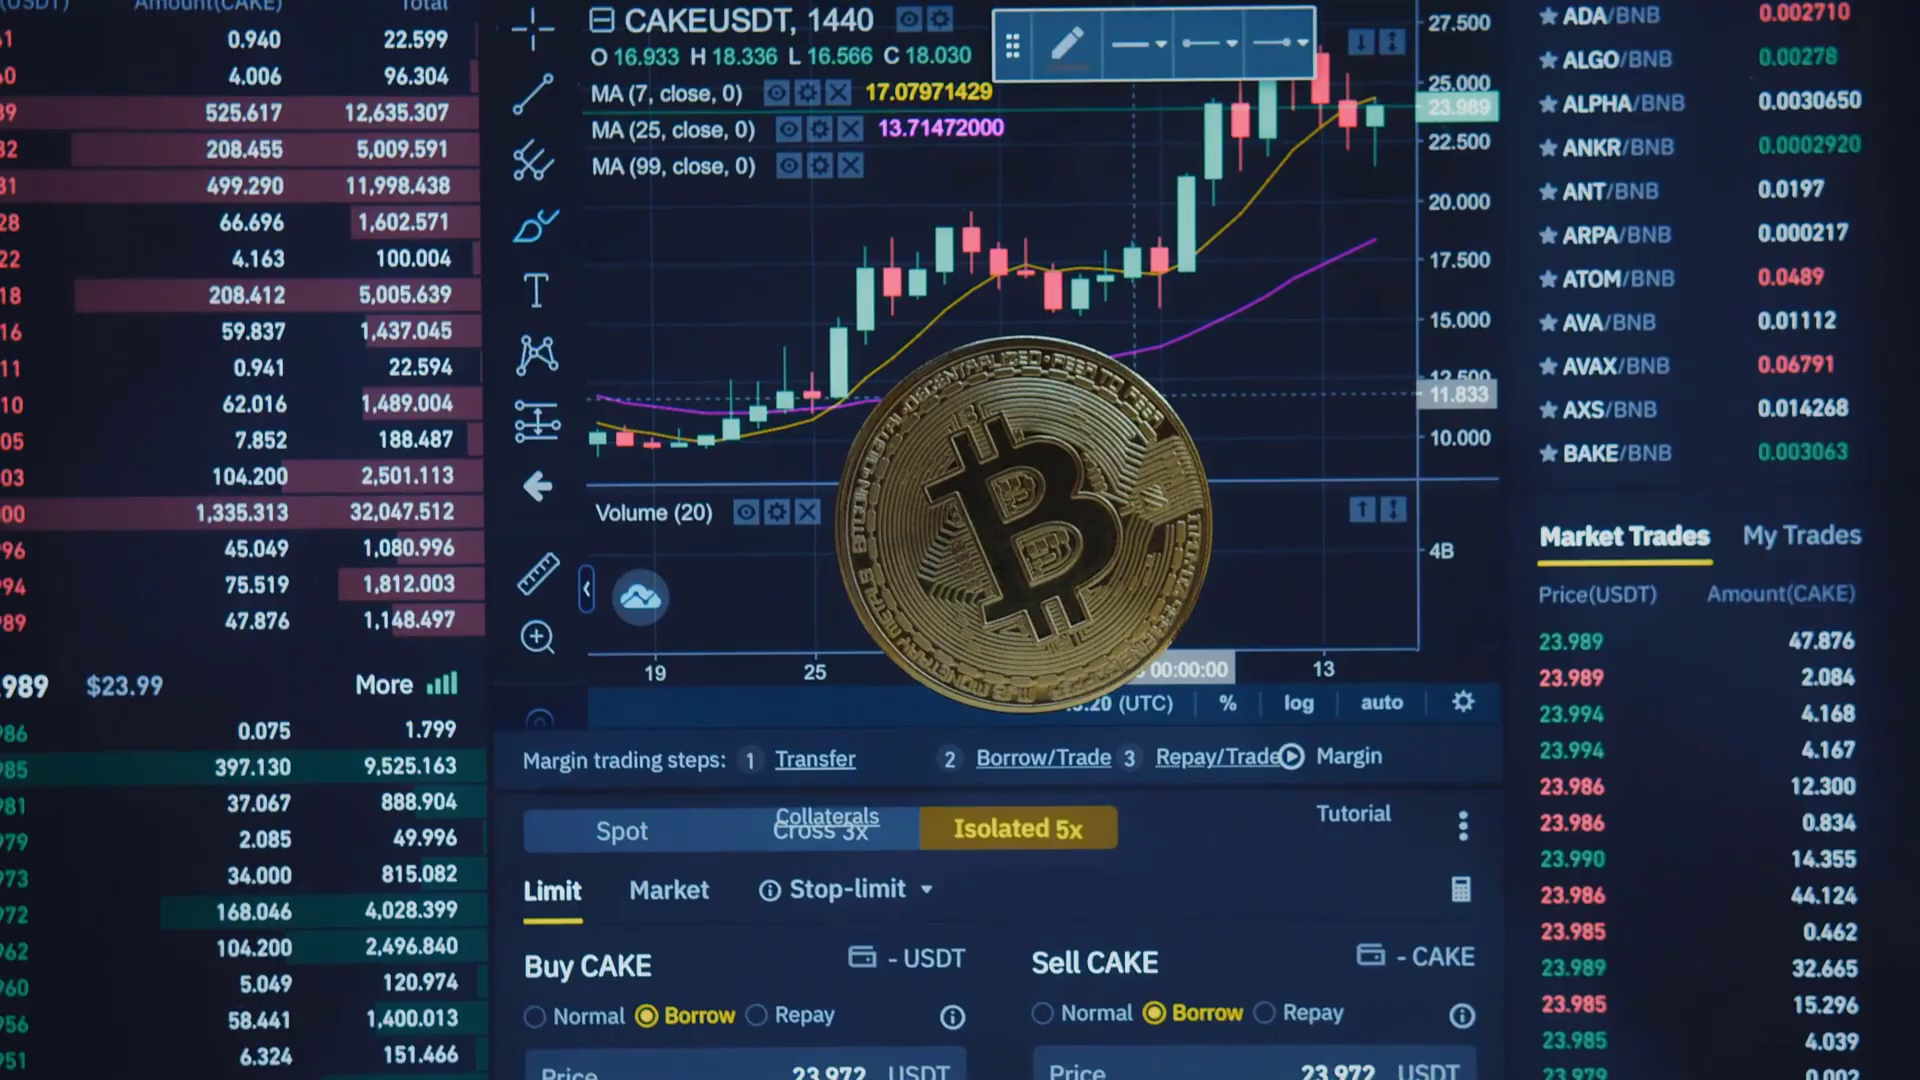 Amount(CAKE) Total
0.940 22.599
4.006 96.304
525.617 12,635.307
208.455 5,009.591
499.290 11,998.438
66.696 1,602.571
4.163 100.004
208.412 5,005.639
59.837 1,437.045
0.941 22.594
62.016 1,489.004
7.852 188.487
104.200 2,501.113
1,335.313 32,047.512
45.049 1,080.996
75.519 1,812.003
47.876 1,148.497
.989 $23.99 More
0.075 1.799
397.130 9,525.163
37.067 888.904
2.085 49.996
34.000 815.082
168.046 4,028.399
104.200 2,496.840
5.049 120.974
58.441 1,400.013
6.324 151.466
CAKEUSDT, 1440
O 16.933 H 18.336 L 16.566 C 18.030
MA (7, close, 0) 17.07971429
MA (25, close, 0) 13.71472000
MA (99, close, 0)
27.500
25.000
23.989
22.500
20.000
17.500
15.000
12.500
11.833
10.000
Volume (20)
4B
19 25 00:00:00 13
(UTC) % log auto
Margin trading steps: 1 Transfer 2 Borrow/Trade 3 Repay/Trade Margin
Collaterals Tutorial
Spot Cross 3x Isolated 5x
Limit Market Stop-limit
Buy CAKE - USDT Sell CAKE - CAKE
Normal Borrow Repay Normal Borrow Repay
Price 23.972 USDT Price 23.972 USDT
ADA/BNB 0.002710
ALGO/BNB 0.00278
ALPHA/BNB 0.0030650
ANKR/BNB 0.0002920
ANT/BNB 0.0197
ARPA/BNB 0.000217
ATOM/BNB 0.0489
AVA/BNB 0.01112
AVAX/BNB 0.06791
AXS/BNB 0.014268
BAKE/BNB 0.003063
Market Trades My Trades
Price(USDT) Amount(CAKE)
23.989 47.876
23.989 2.084
23.994 4.168
23.994 4.167
23.986 12.300
23.986 0.834
23.990 14.355
23.986 44.124
23.985 0.462
23.989 32.665
23.985 15.296
23.985 4.039
23.979 0.002